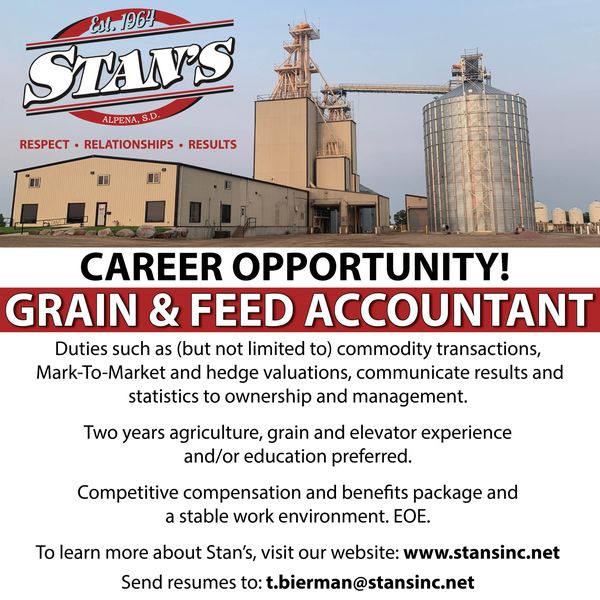 Est. 1964
STAN'S
ALPENA, S.D.
RESPECT • RELATIONSHIPS • RESULTS
CAREER OPPORTUNITY!
GRAIN & FEED ACCOUNTANT
Duties such as (but not limited to) commodity transactions,
Mark-To-Market and hedge valuations, communicate results and
statistics to ownership and management.
Two years agriculture, grain and elevator experience
and/or education preferred.
Competitive compensation and benefits package and
a stable work environment. EOE.
To learn more about Stan's, visit our website: www.stansinc.net
Send resumes to: t.bierman@stansinc.net